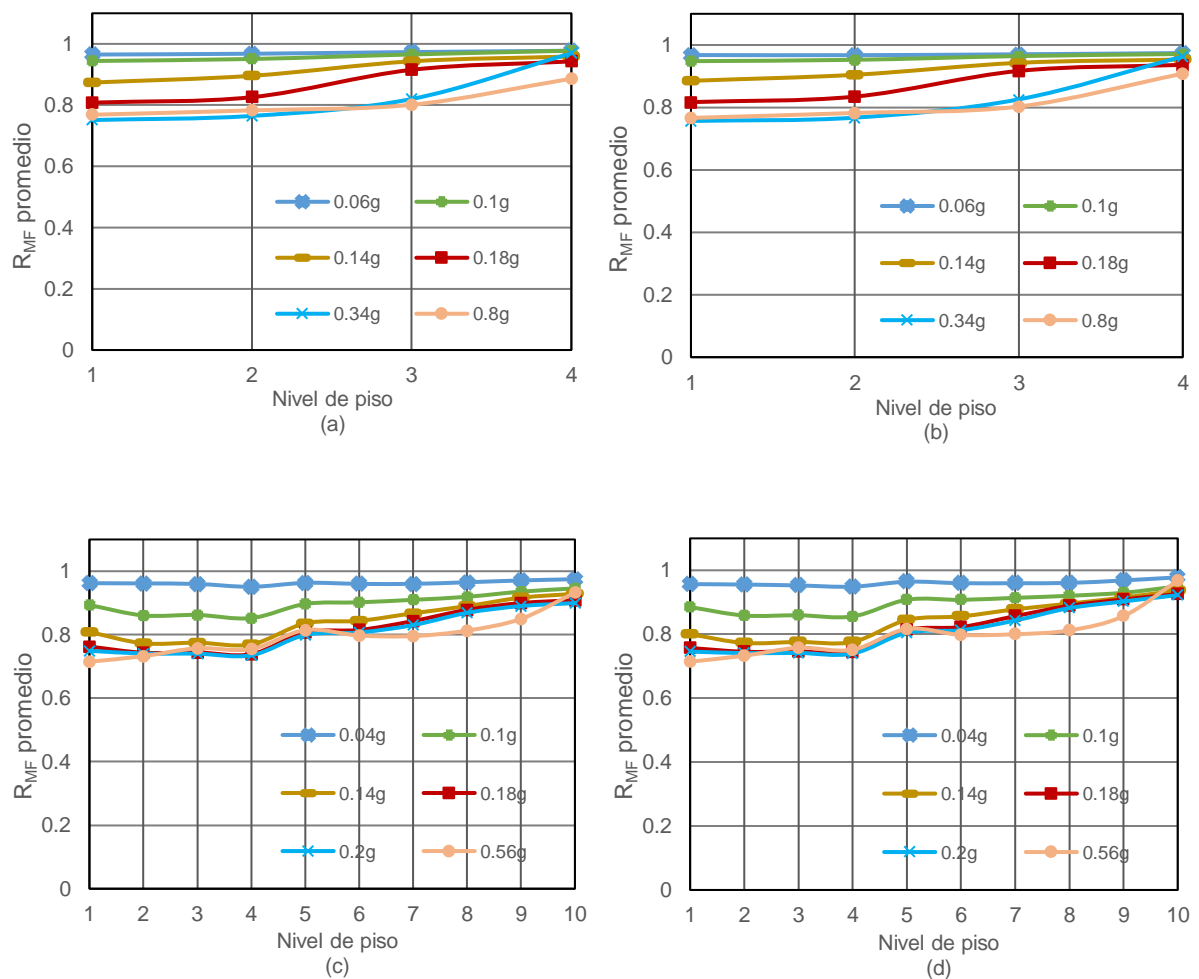 1
0.8
0.6
0.4
0.2
0
R_MF promedio
0.06g 0.1g
0.14g 0.18g
0.34g 0.8g
1 2 3 4
Nivel de piso
(a)
1
0.8
0.6
0.4
0.2
0
R_MF promedio
0.06g 0.1g
0.14g 0.18g
0.34g 0.8g
1 2 3 4
Nivel de piso
(b)
1
0.8
0.6
0.4
0.2
0
R_MF promedio
0.04g 0.1g
0.14g 0.18g
0.2g 0.56g
1 2 3 4 5 6 7 8 9 10
Nivel de piso
(c)
1
0.8
0.6
0.4
0.2
0
R_MF promedio
0.04g 0.1g
0.14g 0.18g
0.2g 0.56g
1 2 3 4 5 6 7 8 9 10
Nivel de piso
(d)